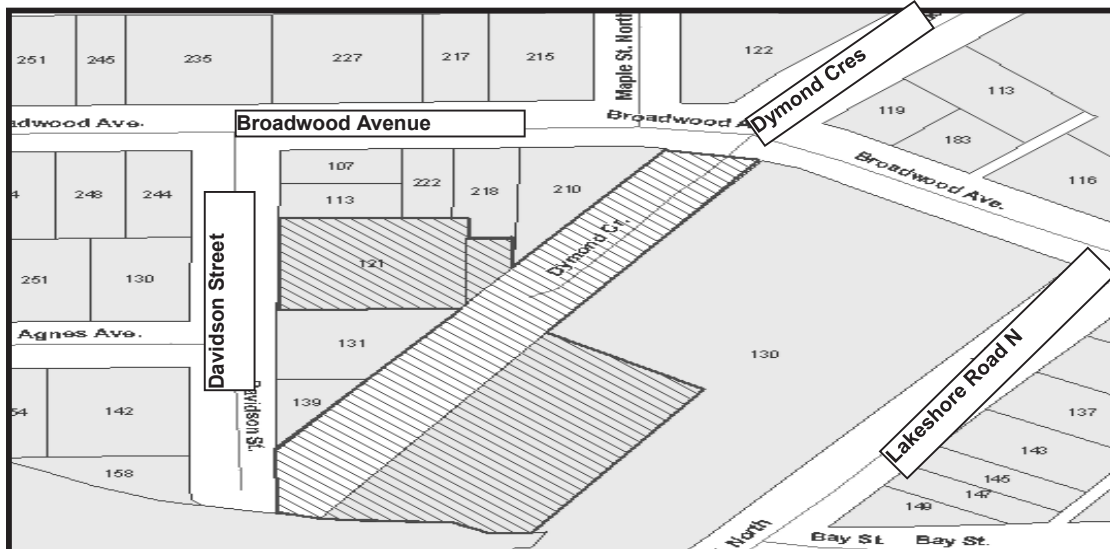 251
245
235
227
217
215
Maple St. North
122
Dymond Cres
113
119
183
116
Broadwood Avenue
adwood Ave.
Broadwood A
Broadwood Ave.
107
113
222
218
210
248
244
121
Dymond Cr.
251
130
Davidson Street
Agnes Ave.
131
130
Lakeshore Road N
139
142
avidson St.
158
137
143
145
147
149
North
Bay St.
Bay St.